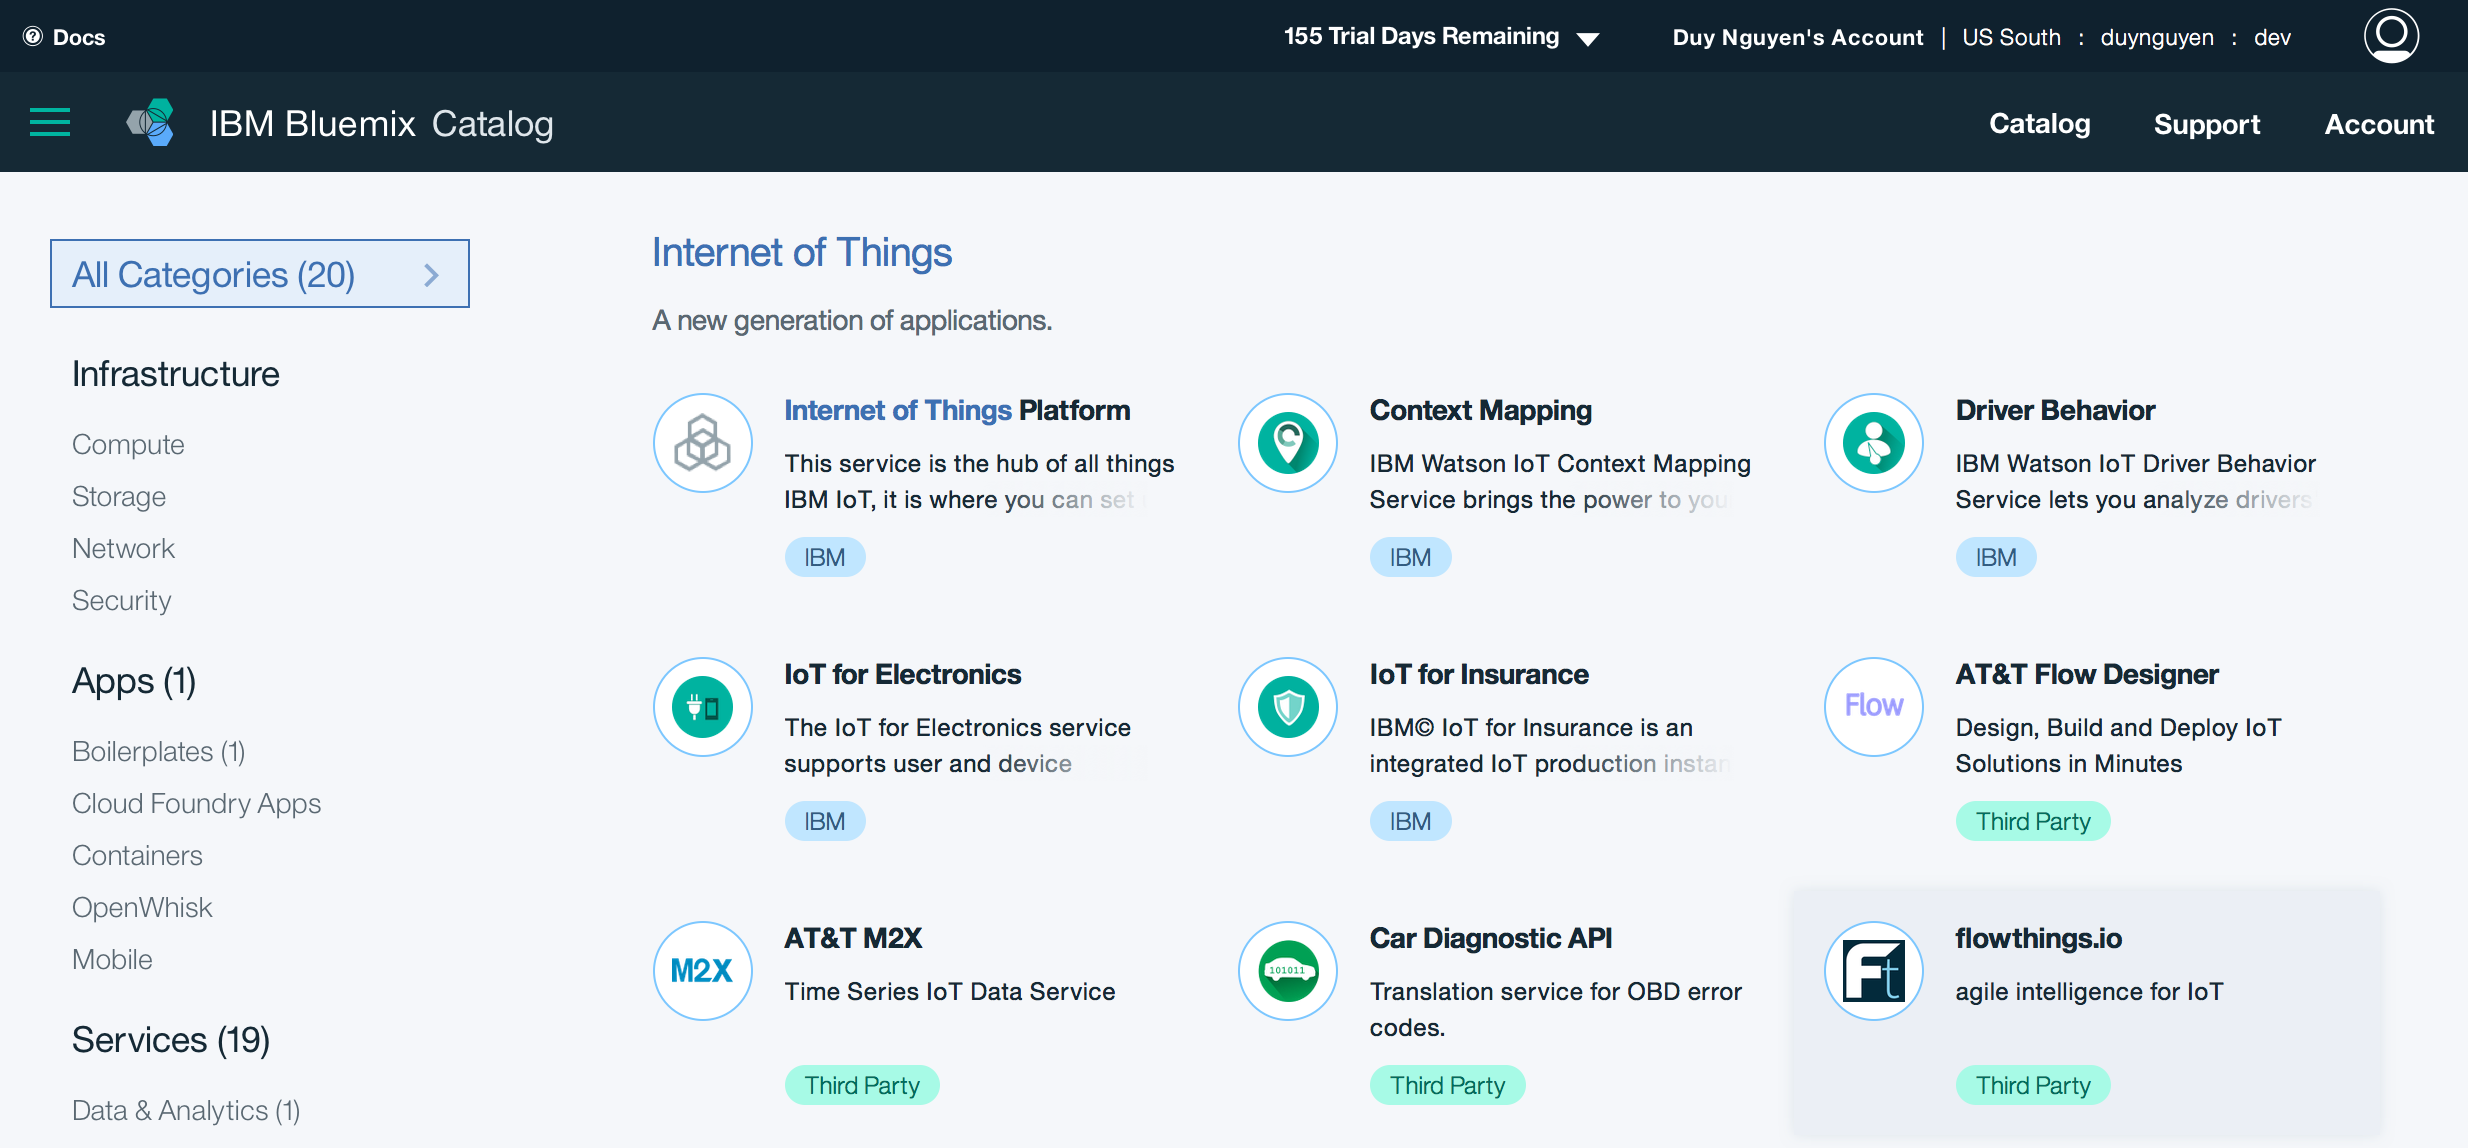 Docs
155 Trial Days Remaining
Duy Nguyen's Account | US South : duynguyen : dev
IBM Bluemix Catalog
Catalog
Support
Account
All Categories (20)
Infrastructure
Compute
Storage
Network
Security
Apps (1)
Boilerplates (1)
Cloud Foundry Apps
Containers
OpenWhisk
Mobile
Services (19)
Data & Analytics (1)
Internet of Things
A new generation of applications.
Internet of Things Platform
This service is the hub of all things
IBM IoT, it is where you can set
IBM
Context Mapping
IBM Watson IoT Context Mapping
Service brings the power to you
IBM
Driver Behavior
IBM Watson IoT Driver Behavior
Service lets you analyze drivers
IBM
IoT for Electronics
The IoT for Electronics service
supports user and device
IBM
IoT for Insurance
IBM© IoT for Insurance is an
integrated IoT production instan
IBM
Flow
AT&T Flow Designer
Design, Build and Deploy IoT
Solutions in Minutes
Third Party
M2X
AT&T M2X
Time Series IoT Data Service
Third Party
101011
Car Diagnostic API
Translation service for OBD error
codes.
Third Party
Ft
flowthings.io
agile intelligence for IoT
Third Party